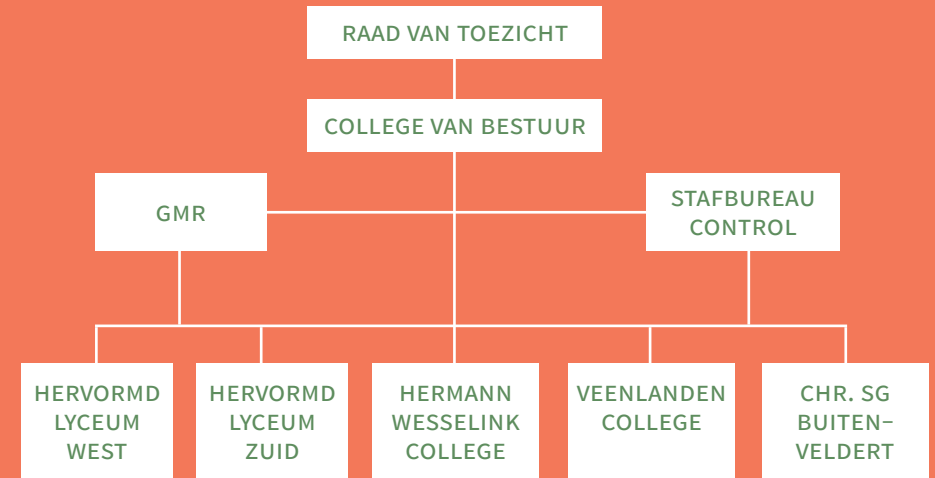 RAAD VAN TOEZICHT
COLLEGE VAN BESTUUR
GMR
STAFBUREAU
CONTROL
HERVORMD
LYCEUM
WEST
HERVORMD
LYCEUM
ZUID
HERMANN
WESSELINK
COLLEGE
VEENLANDEN
COLLEGE
CHR. SG
BUITEN-
VELDERT